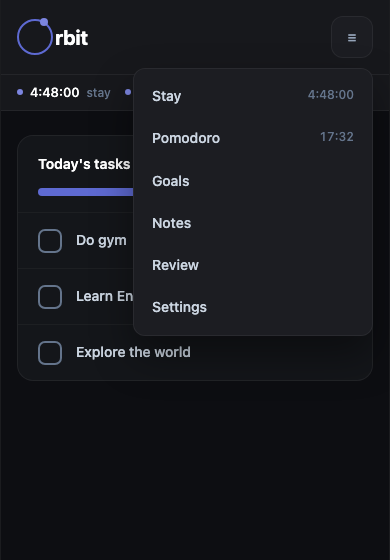 Orbit
≡
4:48:00 stay
Stay 4:48:00
Pomodoro 17:32
Goals
Notes
Review
Settings
Today's tasks
Do gym
Learn En
Explore the world